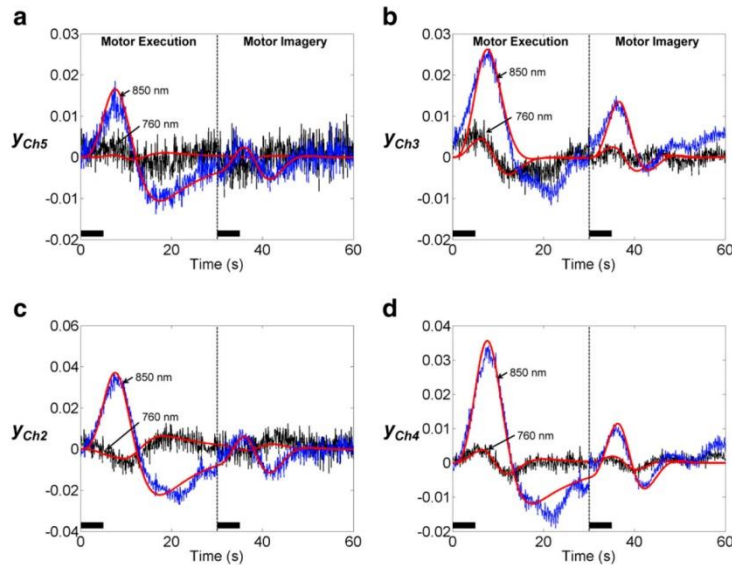 a
Motor Execution Motor Imagery
0.03
0.02
0.01
0
-0.01
-0.02
y_Ch5
850 nm
760 nm
0 20 40 60
Time (s)
b
Motor Execution Motor Imagery
0.03
0.02
0.01
0
-0.01
-0.02
y_Ch3
850 nm
760 nm
0 20 40 60
Time (s)
c
0.06
0.04
0.02
0
-0.02
-0.04
y_Ch2
850 nm
760 nm
0 20 40 60
Time (s)
d
0.04
0.03
0.02
0.01
0
-0.01
-0.02
y_Ch4
850 nm
760 nm
0 20 40 60
Time (s)